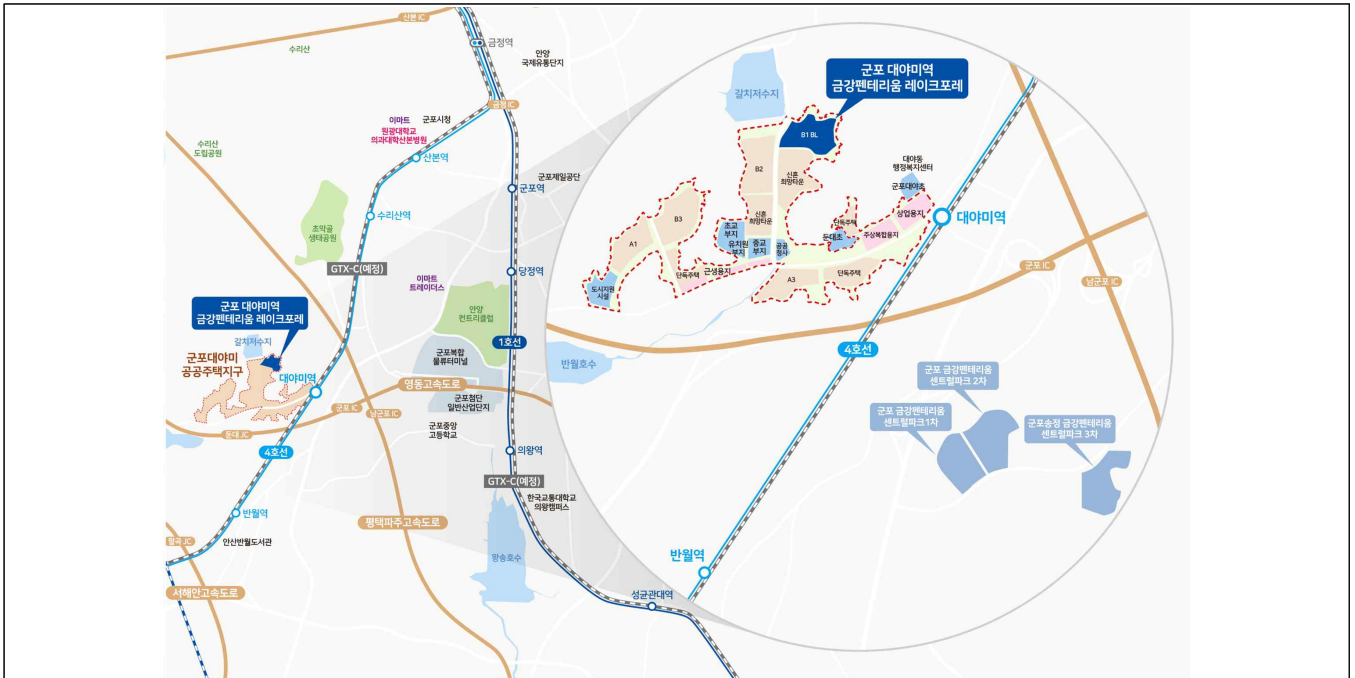 산본 IC
수리산
금정역
안양
국제유통단지
금정 IC
이마트
군포시청
원광대학교
의과대학산본병원
수리산
도립공원
산본역
군포제일공단
군포역
초막골
생태공원
수리산역
GTX-C(예정)
이마트
트레이더스
당정역
안양
컨트리클럽
1호선
군포 대야미역
금강펜테리움 레이크포레
갈치저수지
군포대야미
공공주택지구
대야미역
군포복합
물류터미널
영동고속도로
군포첨단
일반산업단지
군포 IC
남군포 IC
둔대 JC
군포중앙
고등학교
4호선
의왕역
GTX-C(예정)
한국교통대학교
의왕캠퍼스
반월역
평택파주고속도로
안산반월도서관
왕송호수
서해안고속도로
성균관대역
군포 대야미역
금강펜테리움 레이크포레
갈치저수지
B1 BL
B2
신혼
희망타운
대야동
행정복지센터
군포대야초
상업용지
대야미역
B3
신혼
희망타운
단독주택
A1
초교
부지
유치원
부지
중교
부지
공공
청사
둔대초
주상복합용지
단독주택
근생용지
A3
단독주택
도시지원
시설
군포 IC
남군포 IC
4호선
반월호수
군포 금강펜테리움
센트럴파크 2차
군포 금강펜테리움
센트럴파크1차
군포송정 금강펜테리움
센트럴파크 3차
반월역